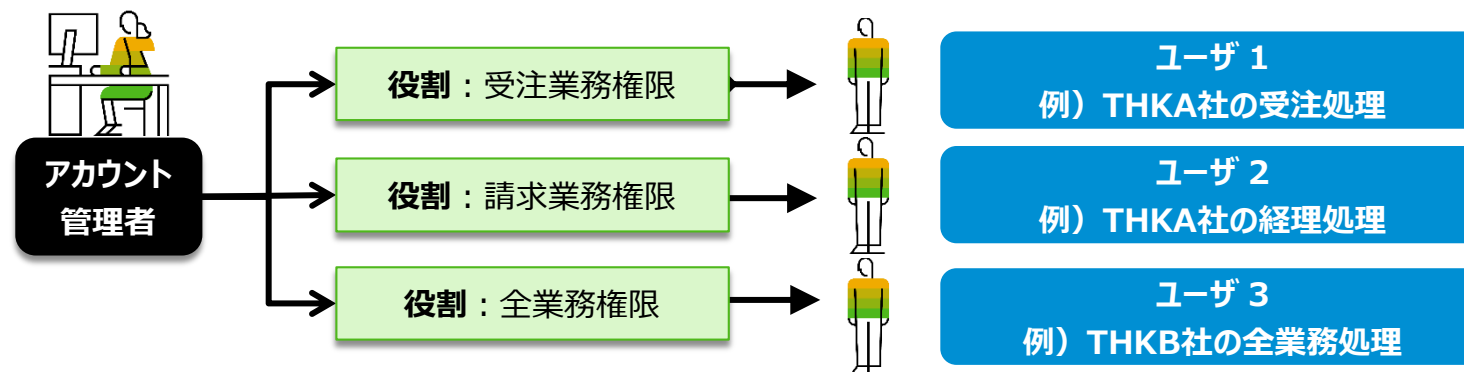 アカウント
管理者
役割：受注業務権限
役割：請求業務権限
役割：全業務権限
ユーザ 1
例）THKA社の受注処理
ユーザ 2
例）THKA社の経理処理
ユーザ 3
例）THKB社の全業務処理